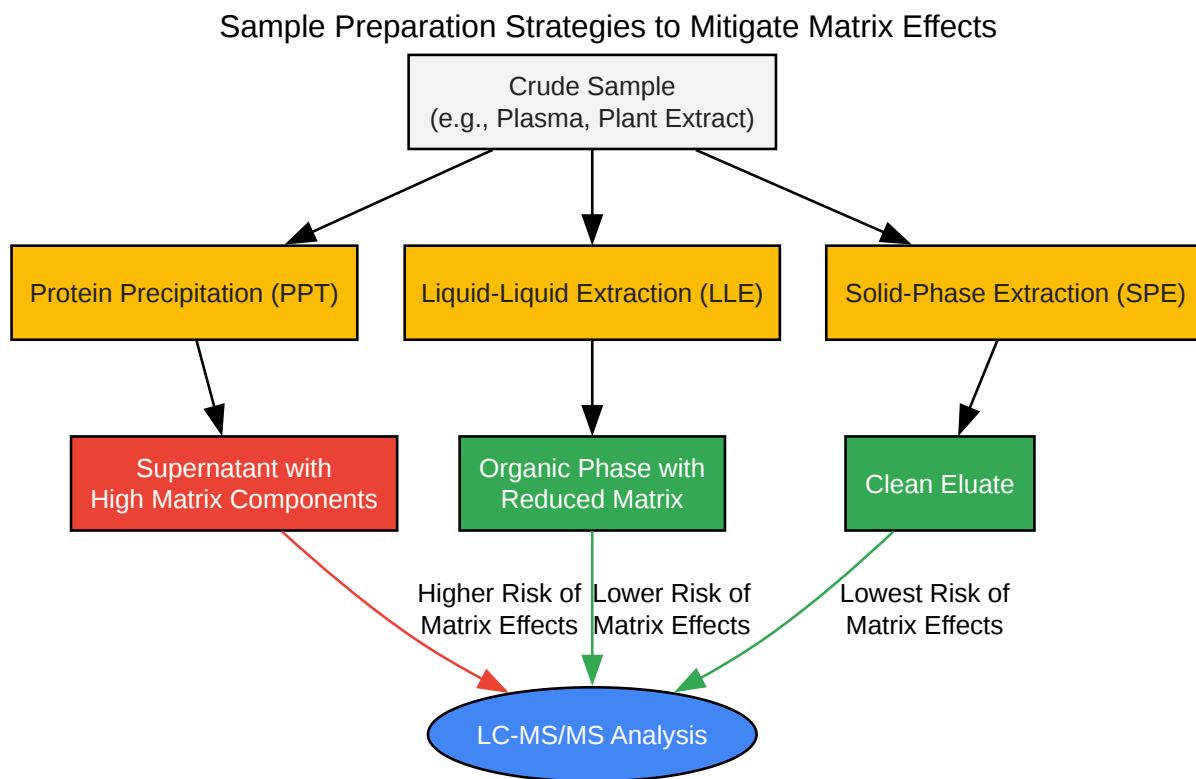 Sample Preparation Strategies to Mitigate Matrix Effects
Crude Sample
(e.g., Plasma, Plant Extract)
Protein Precipitation (PPT)
Liquid-Liquid Extraction (LLE)
Solid-Phase Extraction (SPE)
Supernatant with
High Matrix Components
Organic Phase with
Reduced Matrix
Clean Eluate
Higher Risk of
Matrix Effects
Lower Risk of
Matrix Effects
Lowest Risk of
Matrix Effects
LC-MS/MS Analysis